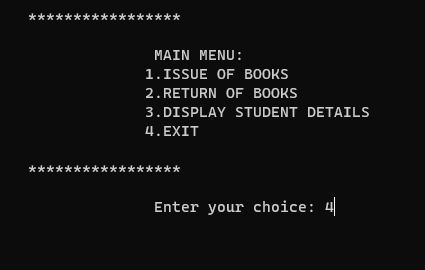 *****************
MAIN MENU:
1.ISSUE OF BOOKS
2.RETURN OF BOOKS
3.DISPLAY STUDENT DETAILS
4.EXIT
*****************
Enter your choice: 4